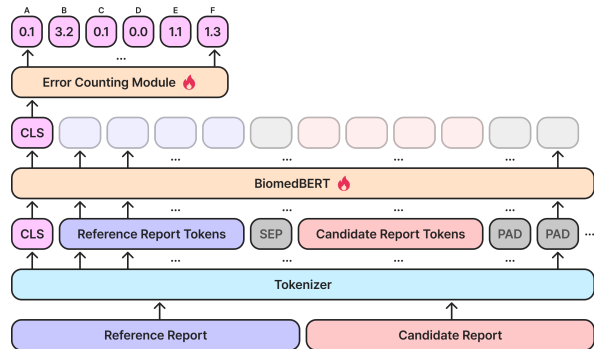 A B C D E F
0.1 3.2 0.1 0.0 1.1 1.3
...
Error Counting Module
CLS
... ... ...
BiomedBERT
... ... ...
CLS Reference Report Tokens SEP Candidate Report Tokens PAD PAD ...
... ... ...
Tokenizer
Reference Report Candidate Report